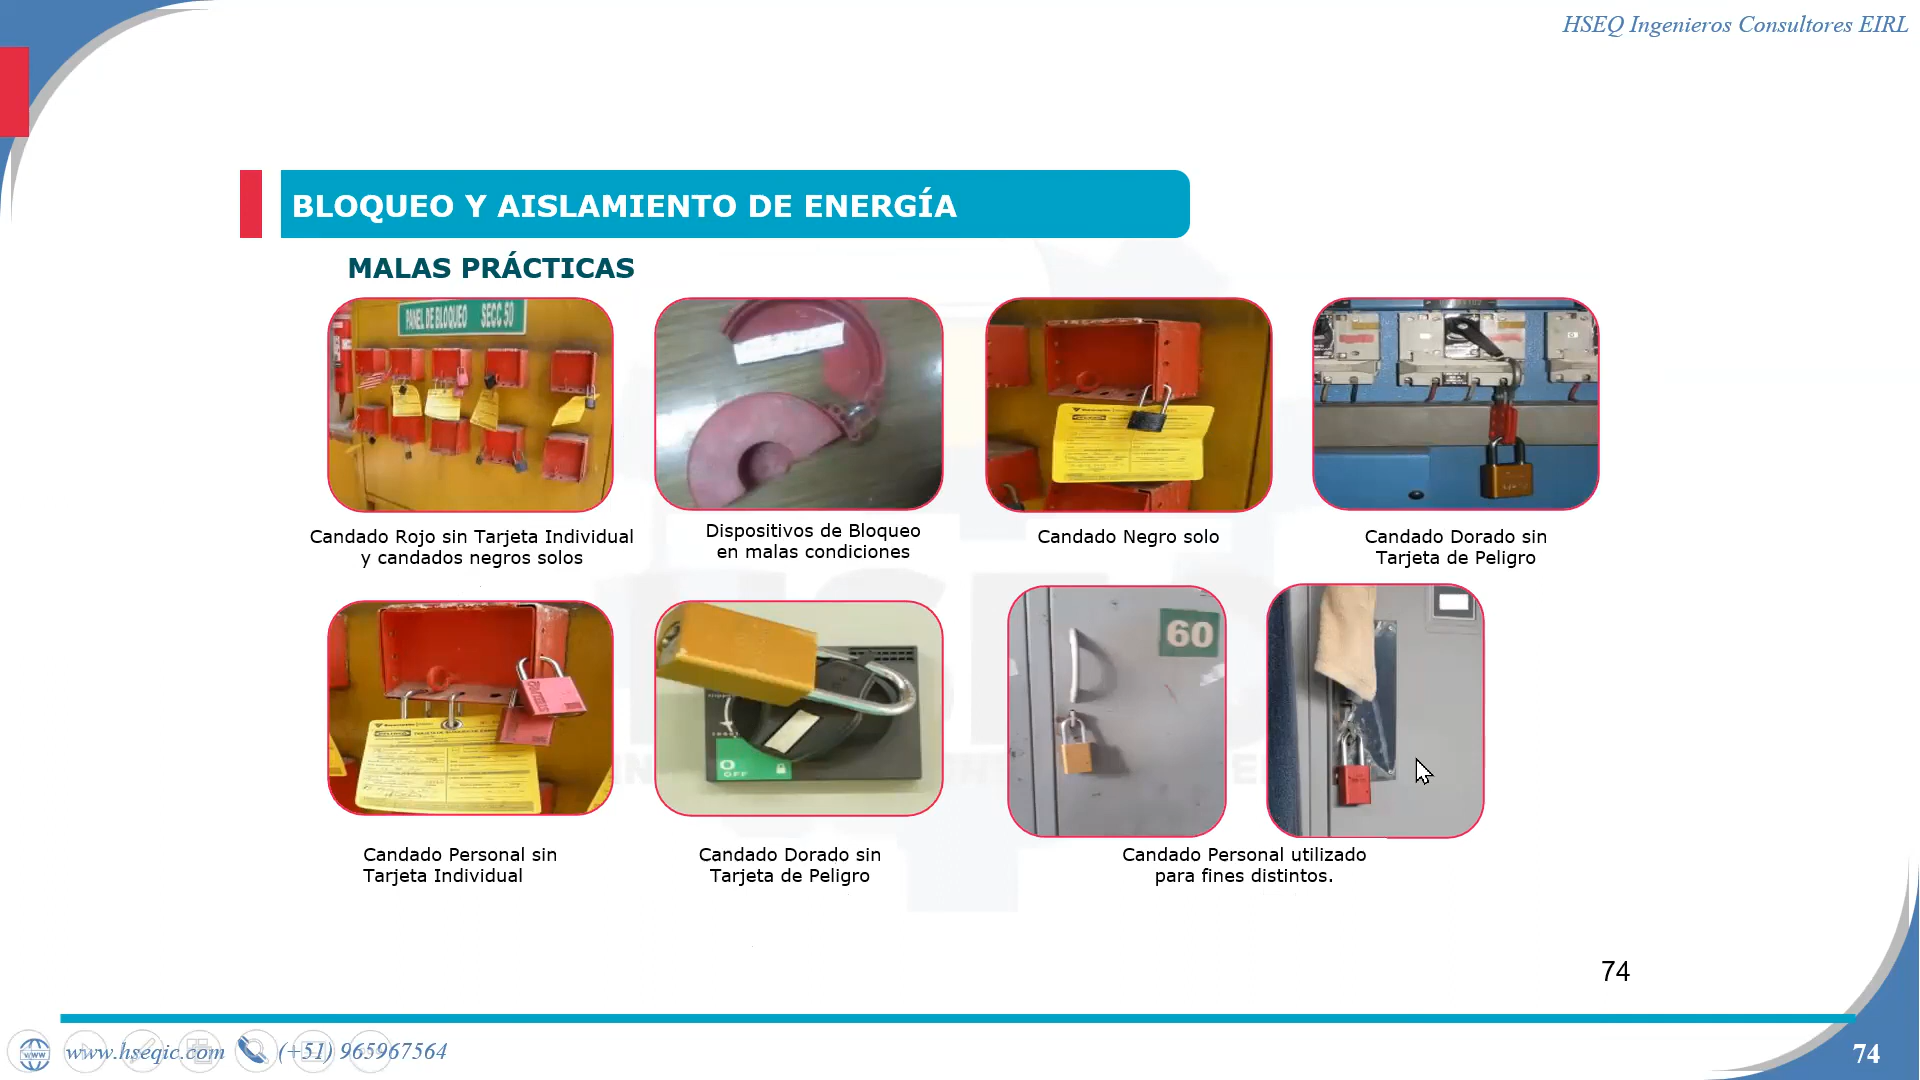 HSEQ Ingenieros Consultores EIRL
BLOQUEO Y AISLAMIENTO DE ENERGÍA
MALAS PRÁCTICAS
PANEL DE BLOQUEO SECC 50
Candado Rojo sin Tarjeta Individual
y candados negros solos
Dispositivos de Bloqueo
en malas condiciones
Candado Negro solo
Candado Dorado sin
Tarjeta de Peligro
OFF
60
Candado Personal sin
Tarjeta Individual
Candado Dorado sin
Tarjeta de Peligro
Candado Personal utilizado
para fines distintos.
74
www.hseqic.com
(+51) 965967564
74